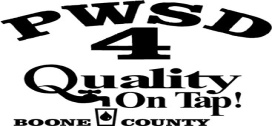 PWSD
4
Quality
On Tap!
BOONE COUNTY